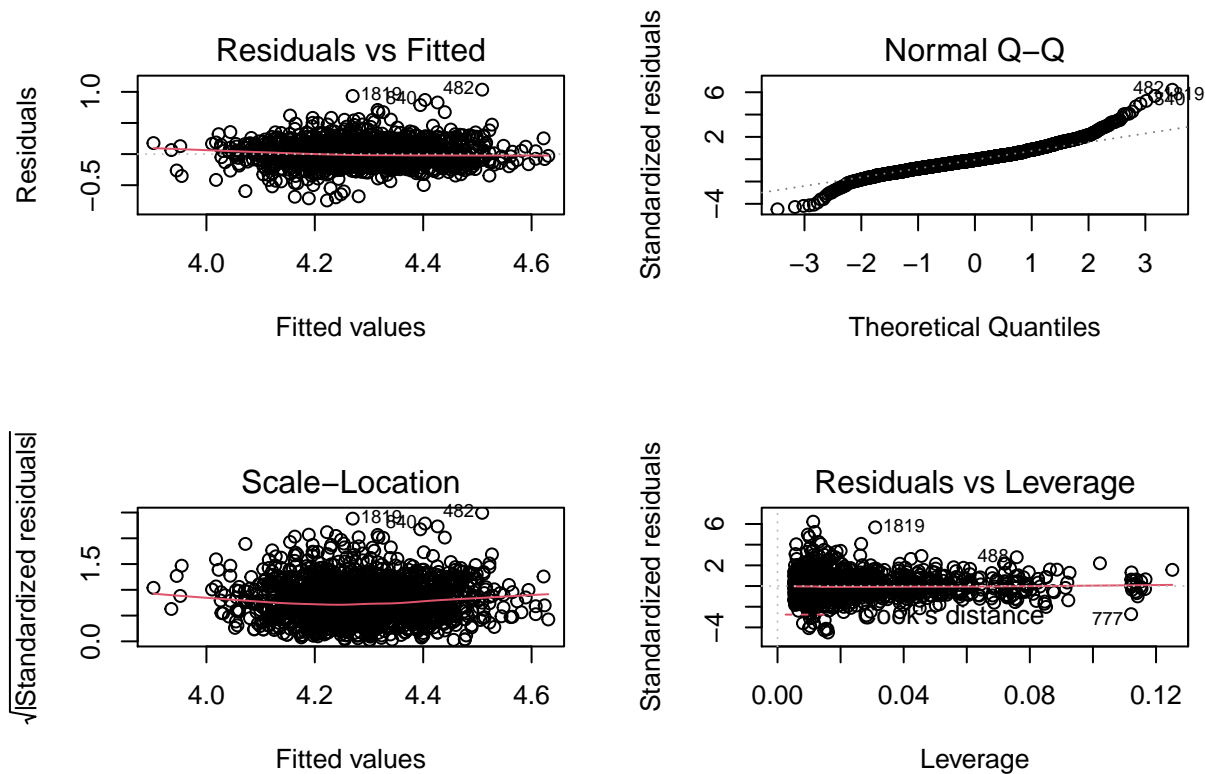 Residuals vs Fitted
Residuals
1.0
−0.5
1819
840
482
4.0 4.2 4.4 4.6
Fitted values
Normal Q−Q
Standardized residuals
6
2
−4
482
1819
840
−3 −2 −1 0 1 2 3
Theoretical Quantiles
Scale−Location
√|Standardized residuals|
1.5
0.0
1819
840
482
4.0 4.2 4.4 4.6
Fitted values
Residuals vs Leverage
Standardized residuals
6
2
−4
1819
488
777
Cook's distance
0.00 0.04 0.08 0.12
Leverage